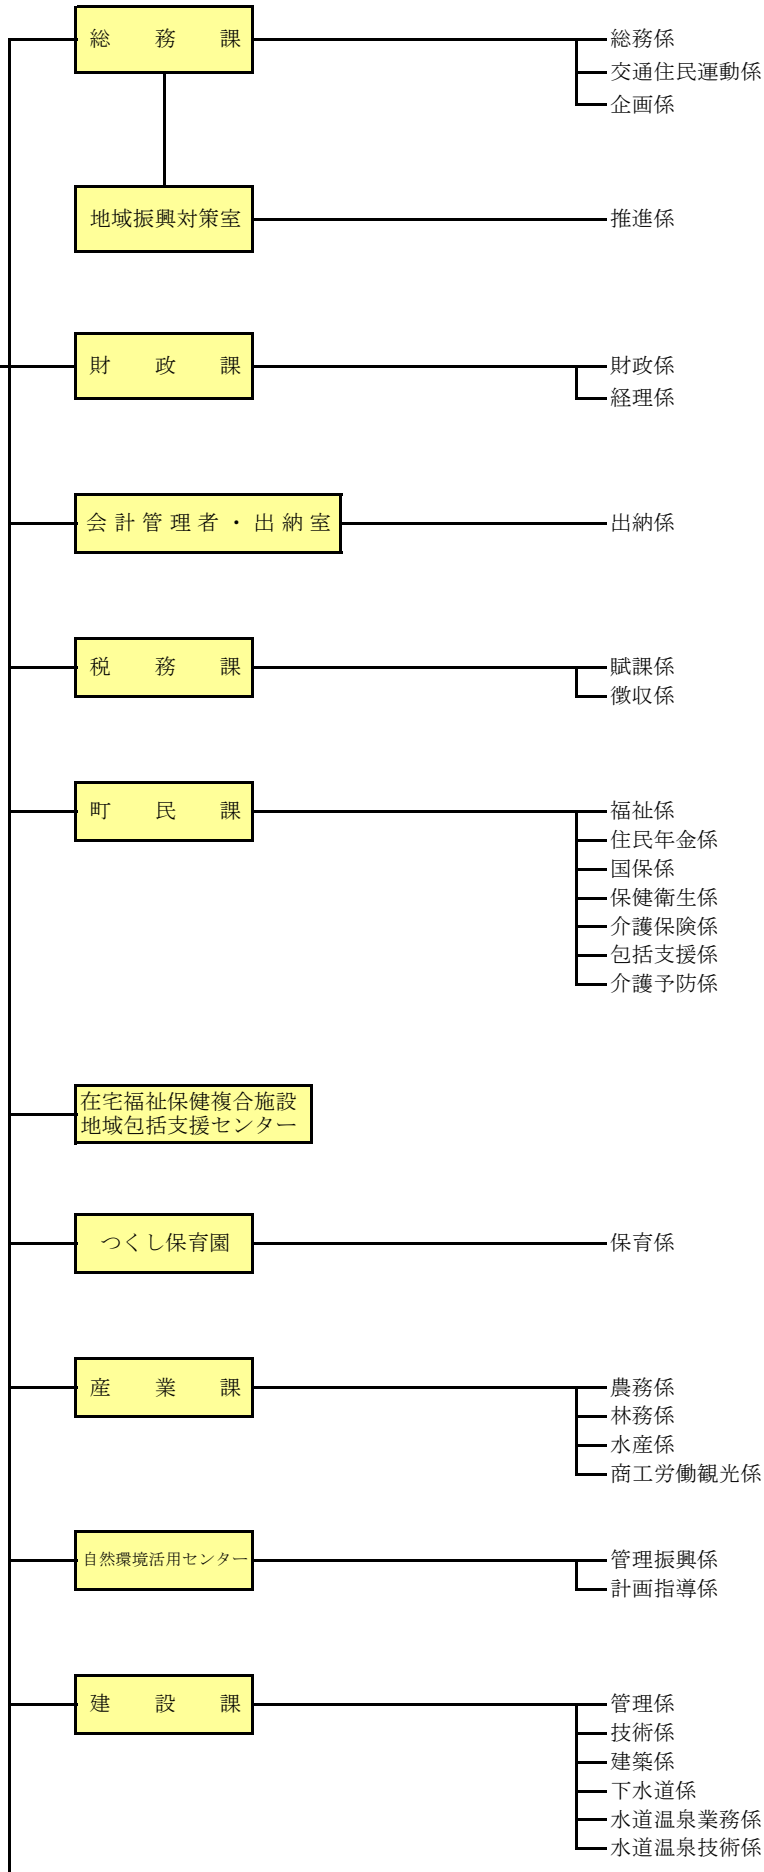 総務課
総務係
交通住民運動係
企画係
地域振興対策室
推進係
財政課
財政係
経理係
会計管理者・出納室
出納係
税務課
賦課係
徴収係
町民課
福祉係
住民年金係
国保係
保健衛生係
介護保険係
包括支援係
介護予防係
在宅福祉保健複合施設
地域包括支援センター
つくし保育園
保育係
産業課
農務係
林務係
水産係
商工労働観光係
自然環境活用センター
管理振興係
計画指導係
建設課
管理係
技術係
建築係
下水道係
水道温泉業務係
水道温泉技術係